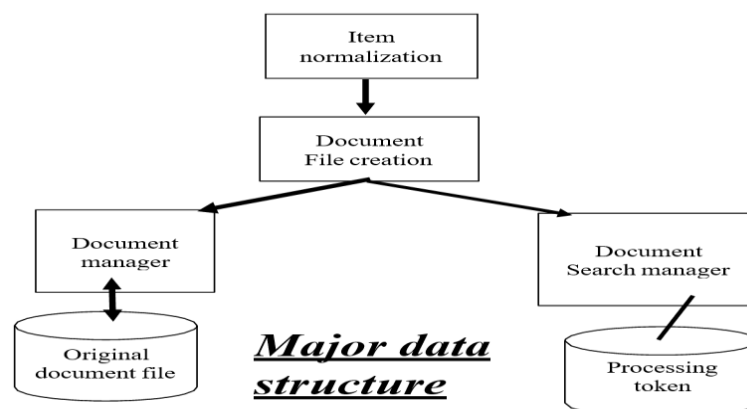 Item
normalization
Document
File creation
Document
manager
Document
Search manager
Original
document file
Major data
structure
Processing
token